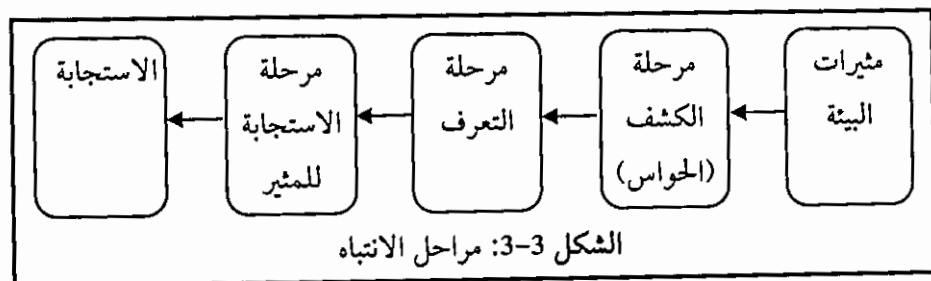 مثيرات
البيئة
مرحلة
الكشف
(الحواس)
مرحلة
التعرف
مرحلة
الاستجابة
للمثير
الاستجابة
الشكل 3-3: مراحل الانتباه